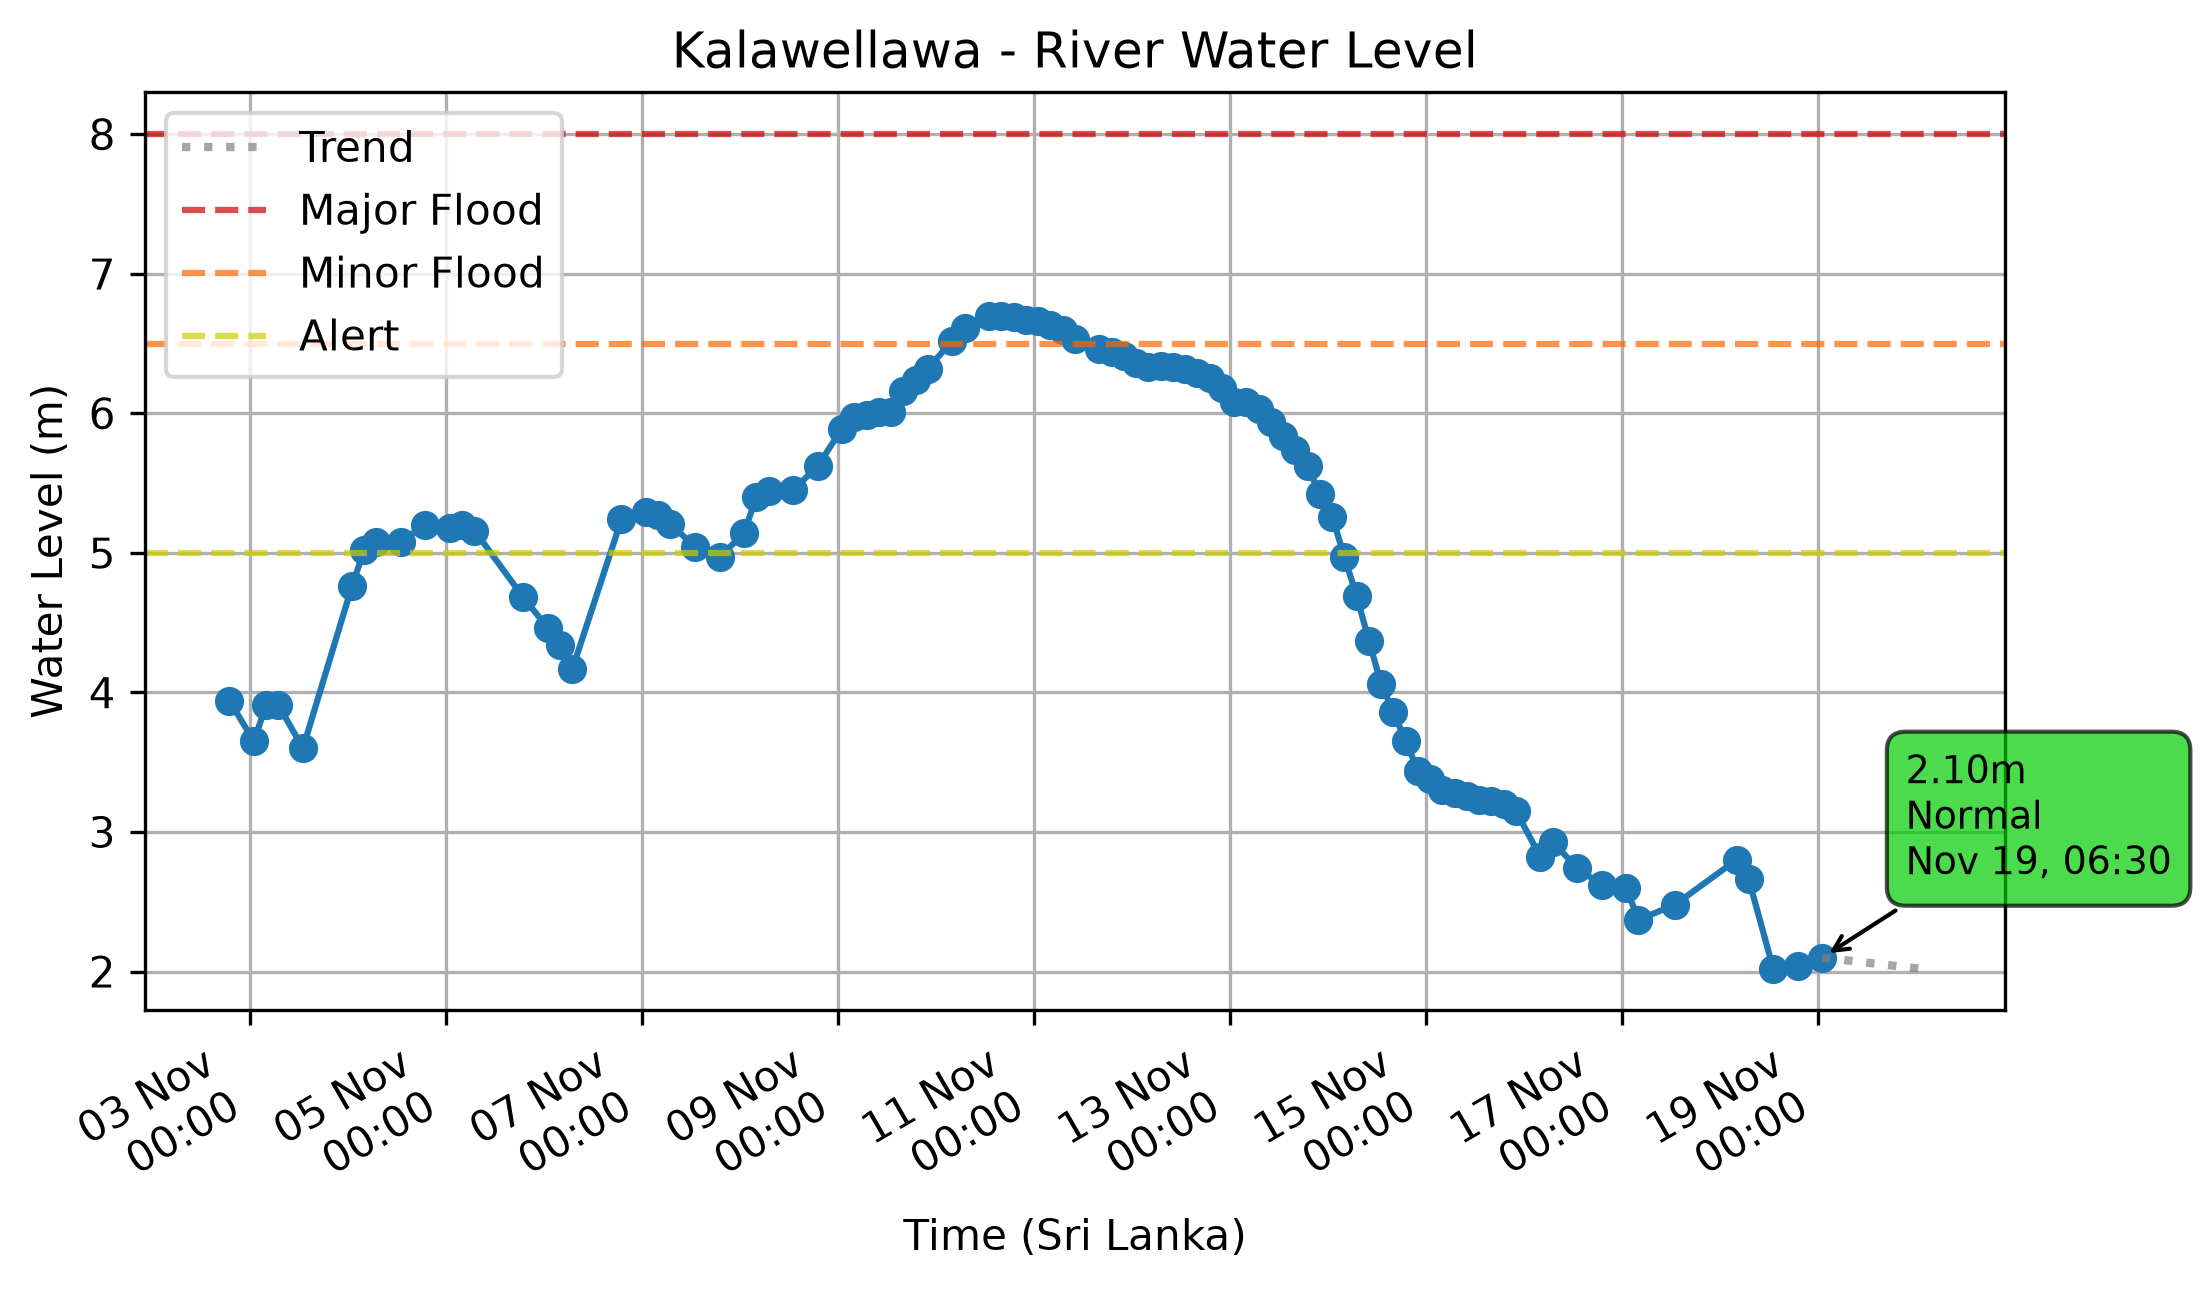 Kalawellawa - River Water Level
Trend
Major Flood
Minor Flood
Alert
Water Level (m)
8
7
6
5
4
3
2
2.10m
Normal
Nov 19, 06:30
03 Nov
00:00
05 Nov
00:00
07 Nov
00:00
09 Nov
00:00
11 Nov
00:00
13 Nov
00:00
15 Nov
00:00
17 Nov
00:00
19 Nov
00:00
Time (Sri Lanka)